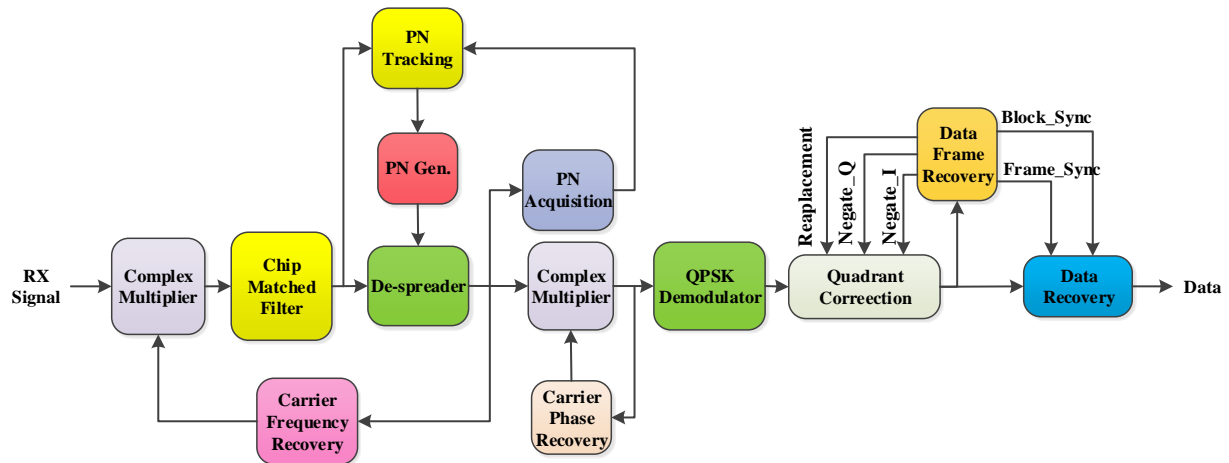 PN
Tracking
PN Gen.
PN
Acquisition
Data
Frame
Recovery
Block_Sync
Frame_Sync
Reaplacement
Negate_Q
Negate_I
RX
Signal
Complex
Multiplier
Chip
Matched
Filter
De-spreader
Complex
Multiplier
QPSK
Demodulator
Quadrant
Correection
Data
Recovery
Data
Carrier
Frequency
Recovery
Carrier
Phase
Recovery